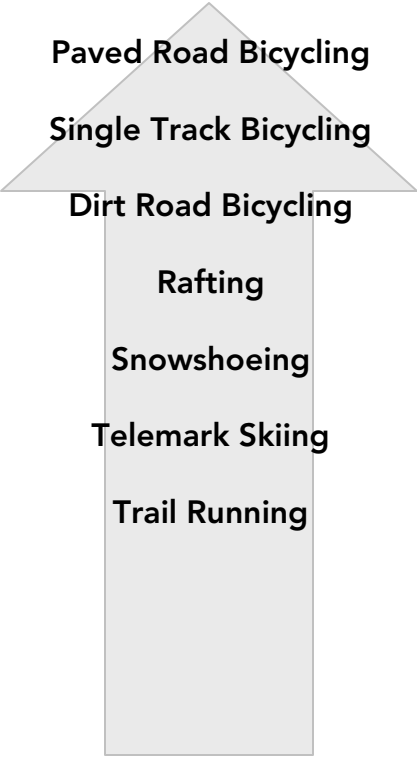 Paved Road Bicycling
Single Track Bicycling
Dirt Road Bicycling
Rafting
Snowshoeing
Telemark Skiing
Trail Running